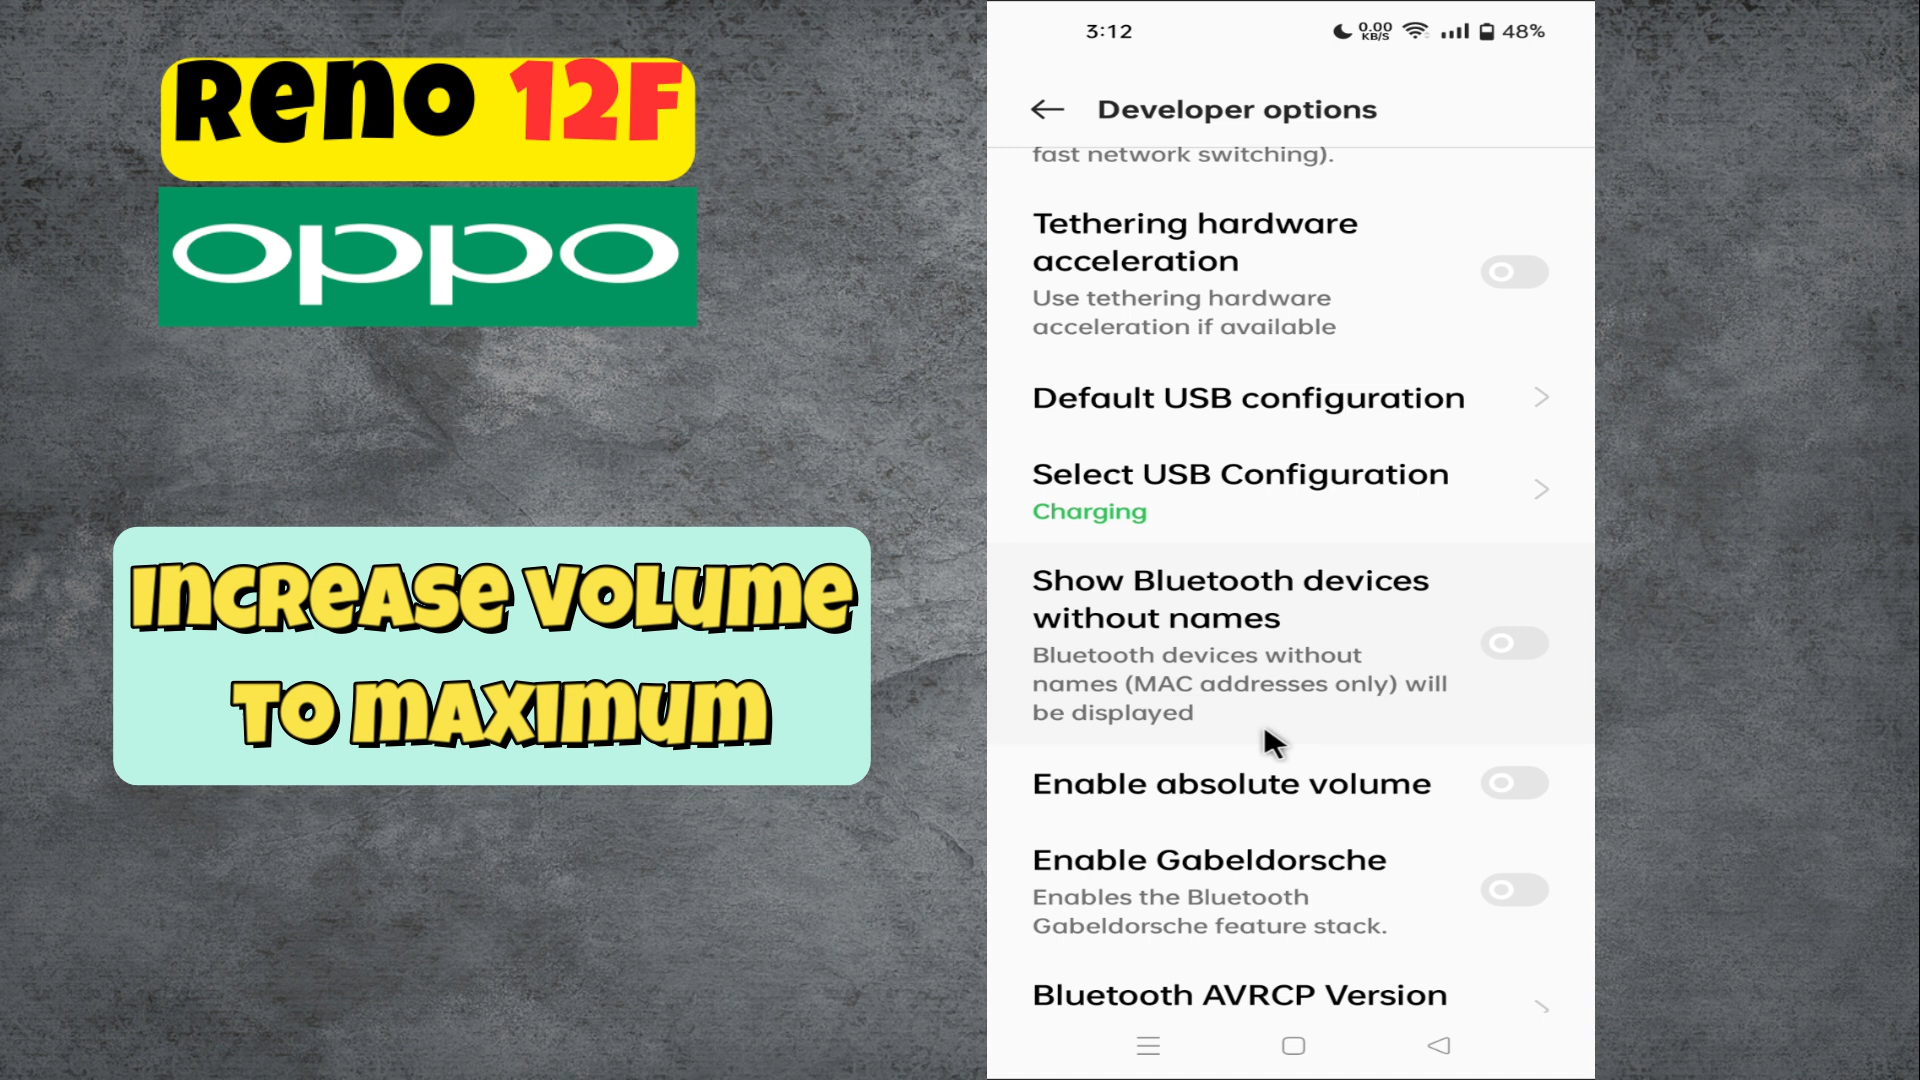 Reno 12F
oppo
Increase Volume
To Maximum
3:12
0.00
KB/S
48%
Developer options
fast network switching).
Tethering hardware
acceleration
Use tethering hardware
acceleration if available
Default USB configuration
Select USB Configuration
Charging
Show Bluetooth devices
without names
Bluetooth devices without
names (MAC addresses only) will
be displayed
Enable absolute volume
Enable Gabeldorsche
Enables the Bluetooth
Gabeldorsche feature stack.
Bluetooth AVRCP Version